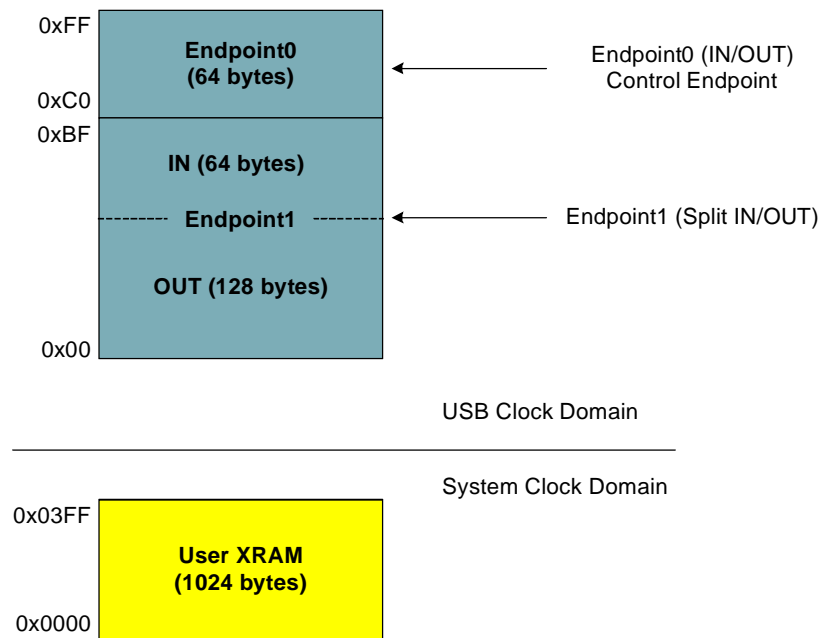 0xFF
Endpoint0
(64 bytes)
Endpoint0 (IN/OUT)
Control Endpoint
0xC0
0xBF
IN (64 bytes)
Endpoint1
Endpoint1 (Split IN/OUT)
OUT (128 bytes)
0x00
USB Clock Domain
System Clock Domain
0x03FF
User XRAM
(1024 bytes)
0x0000